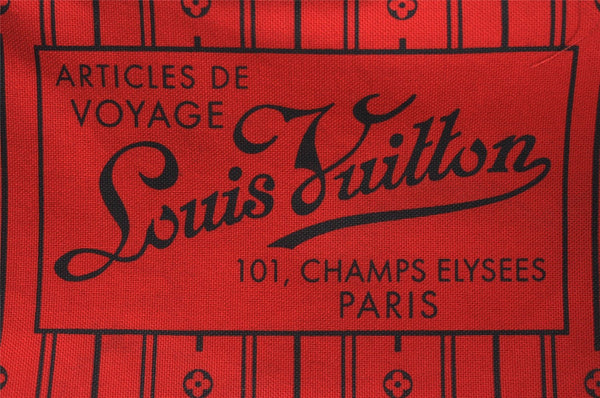 ARTICLES DE
VOYAGE
Louis Vuitton
101, CHAMPS ELYSEES
PARIS